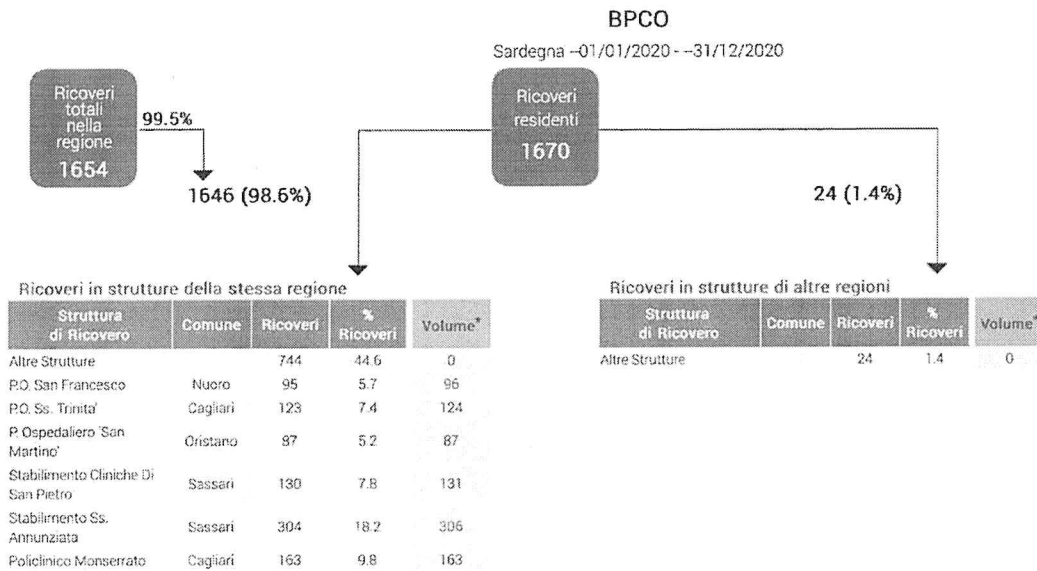 BPCO
Sardegna --01/01/2020 - --31/12/2020
Ricoveri
totali
nella
regione
1654
99.5%
1646 (98.6%)
Ricoveri
residenti
1670
24 (1.4%)
Ricoveri in strutture della stessa regione
Struttura di Ricovero Comune Ricoveri % Ricoveri Volume*
Altre Strutture 744 44.6 0
P.O. San Francesco Nuoro 95 5.7 96
P.O. Ss. Trinita' Cagliari 123 7.4 124
P. Ospedaliero 'San Martino' Oristano 87 5.2 87
Stabilimento Cliniche Di San Pietro Sassari 130 7.8 131
Stabilimento Ss. Annunziata Sassari 304 18.2 306
Policlinico Monserrato Cagliari 163 9.8 163
Ricoveri in strutture di altre regioni
Struttura di Ricovero Comune Ricoveri % Ricoveri Volume*
Altre Strutture 24 1.4 0